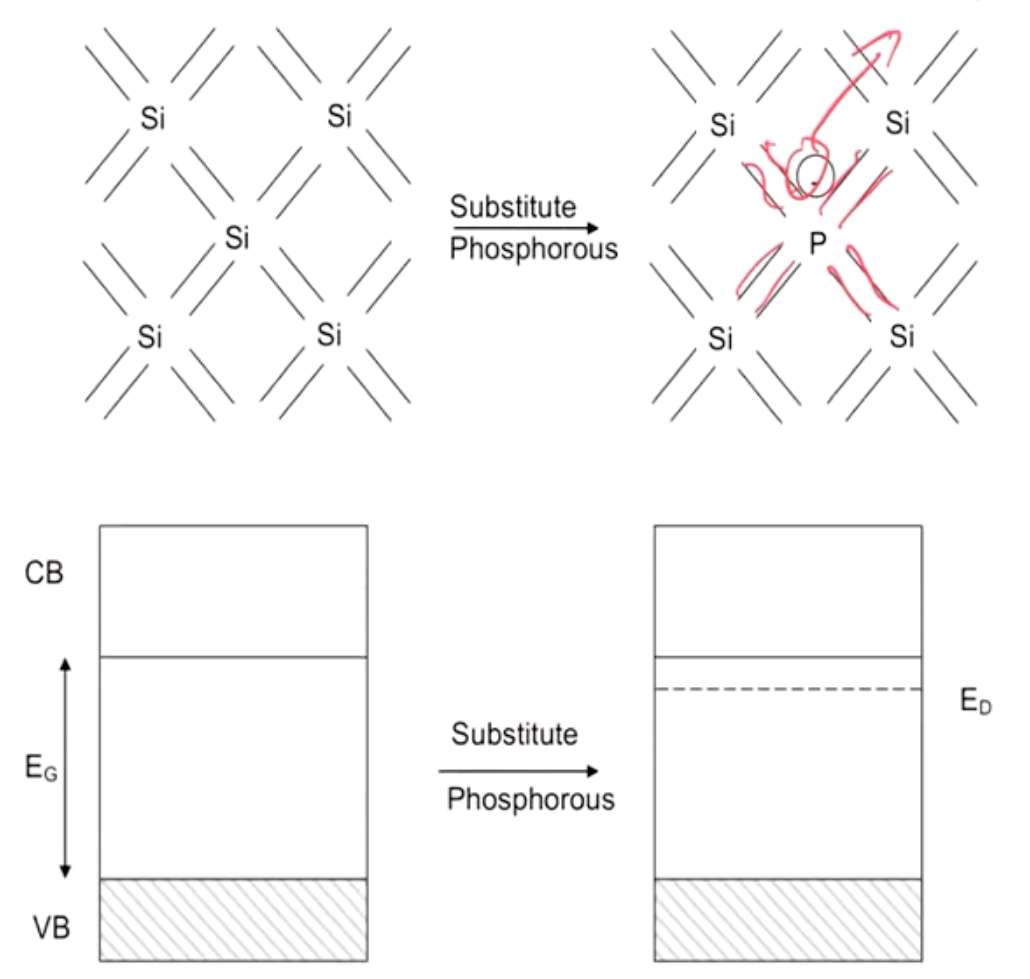 Si Si Si Si
Si P
Substitute
Phosphorous
Si Si Si Si
CB
E_G
VB
Substitute
Phosphorous
E_D